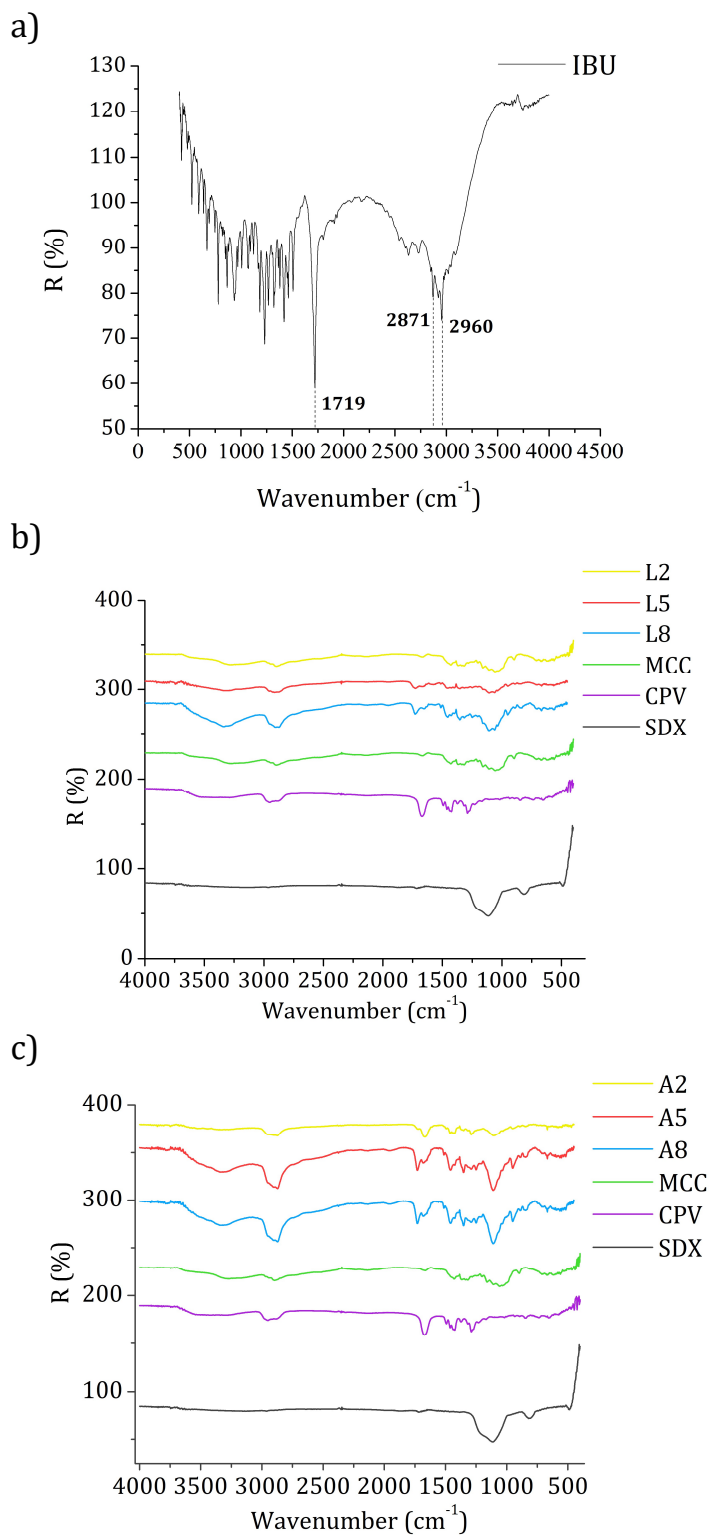 a)
IBU
130
120
110
100
90
80
70
60
50
R (%)
2871
2960
1719
0 500 1000 1500 2000 2500 3000 3500 4000 4500
Wavenumber (cm⁻¹)
b)
L2
L5
L8
MCC
CPV
SDX
400
300
200
100
0
R (%)
4000 3500 3000 2500 2000 1500 1000 500
Wavenumber (cm⁻¹)
c)
A2
A5
A8
MCC
CPV
SDX
400
300
200
100
R (%)
4000 3500 3000 2500 2000 1500 1000 500
Wavenumber (cm⁻¹)